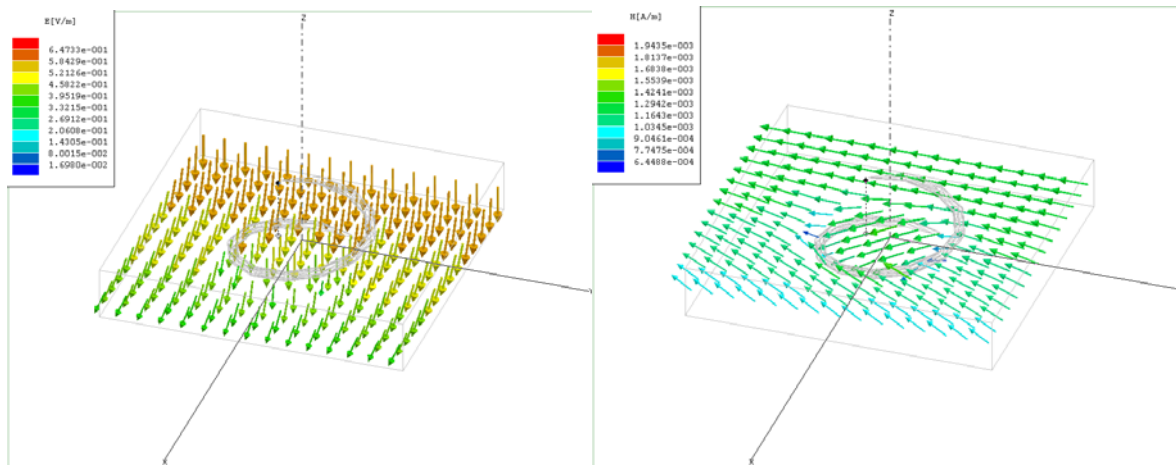 E[V/m]
6.4733e-001
5.8429e-001
5.2126e-001
4.5822e-001
3.9519e-001
3.3215e-001
2.6912e-001
2.0608e-001
1.4305e-001
8.0015e-002
1.6980e-002
Z
X
H[A/m]
1.9435e-003
1.8137e-003
1.6838e-003
1.5539e-003
1.4241e-003
1.2942e-003
1.1643e-003
1.0345e-003
9.0461e-004
7.7475e-004
6.4488e-004
Z
X